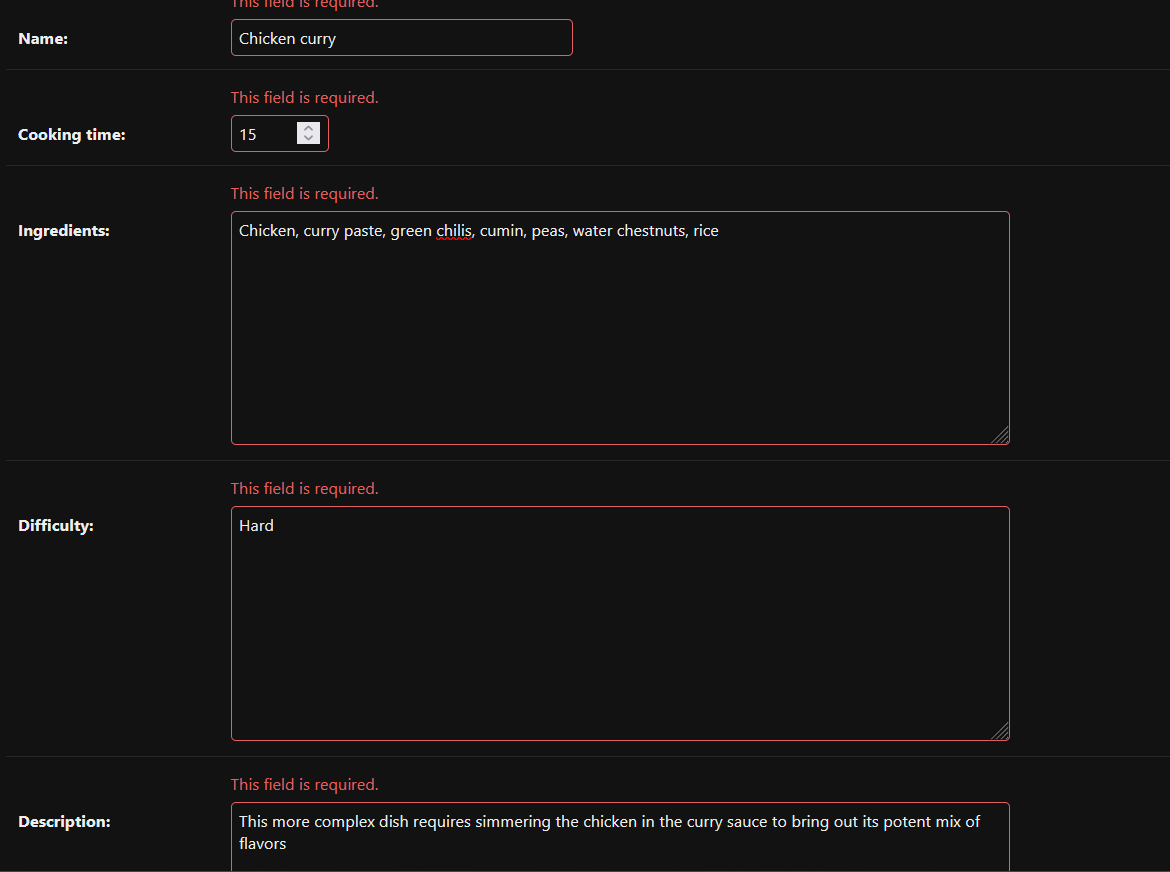 This field is required.
Name: Chicken curry
This field is required.
Cooking time: 15
This field is required.
Ingredients: Chicken, curry paste, green chilis, cumin, peas, water chestnuts, rice
This field is required.
Difficulty: Hard
This field is required.
Description: This more complex dish requires simmering the chicken in the curry sauce to bring out its potent mix of
flavors